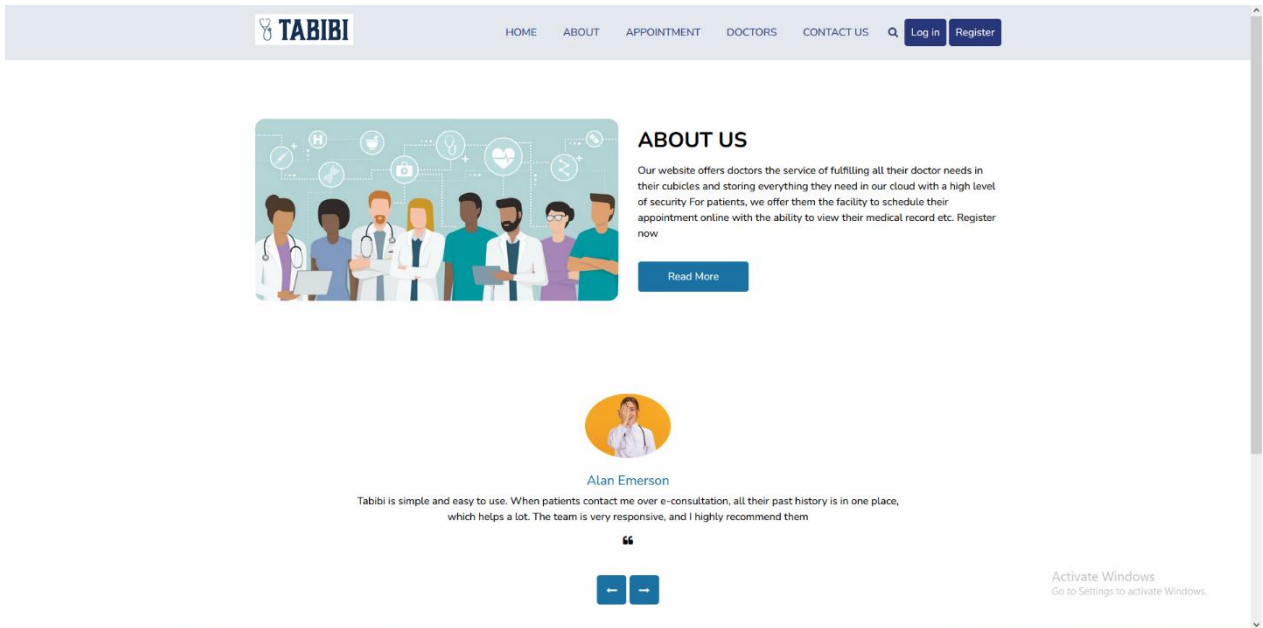 TABIBI
HOME ABOUT APPOINTMENT DOCTORS CONTACT US Log in Register
H
ABOUT US
Our website offers doctors the service of fulfilling all their doctor needs in
their cubicles and storing everything they need in our cloud with a high level
of security For patients, we offer them the facility to schedule their
appointment online with the ability to view their medical record etc. Register
now
Read More
Alan Emerson
Tabibi is simple and easy to use. When patients contact me over e-consultation, all their past history is in one place,
which helps a lot. The team is very responsive, and I highly recommend them
❝
Activate Windows
Go to Settings to activate Windows.